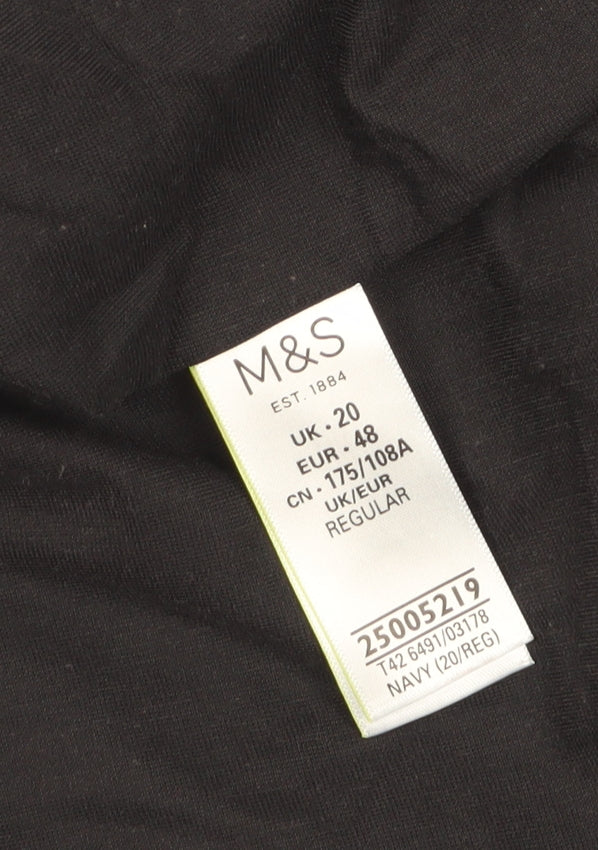 M&S
EST. 1884
UK • 20
EUR • 48
CN • 175/108A
UK/EUR
REGULAR
25005219
T42 6491/03178
NAVY (20/REG)